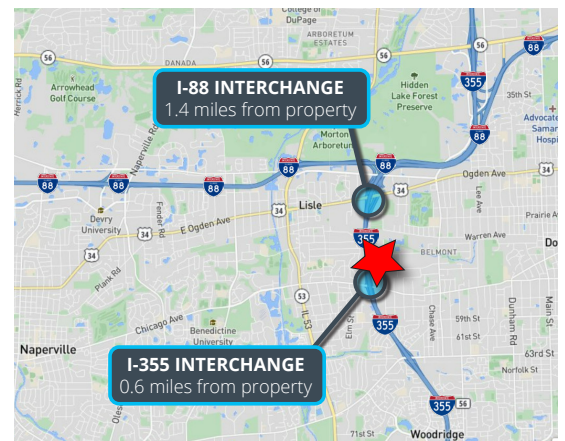 College of
DuPage
ARBORETUM
ESTATES
56
DANADA
56
88
Herrick Rd
Arrowhead
Golf Course
I-88 INTERCHANGE
1.4 miles from property
Hidden
Lake Forest
Preserve
355
35th St
Advocate
Samar
Hospi
88
Naperville Rd
Morton
Arboretum
88
88
88
88
88
88
Ogden Ave
34
34
Lisle
Lee Ave
Devry
University
Fender Rd
E Ogden Ave
34
34
355
Warren Ave
Prairie A
Do
BELMONT
34
Plank Rd
53
IL 53
Elm St
Chase Ave
Dunham Rd
Main St
Chicago Ave
Benedictine
University
355
59th St
61st St
Naperville
63rd St
Norfolk St
I-355 INTERCHANGE
0.6 miles from property
355
56
71st St
Woodridge